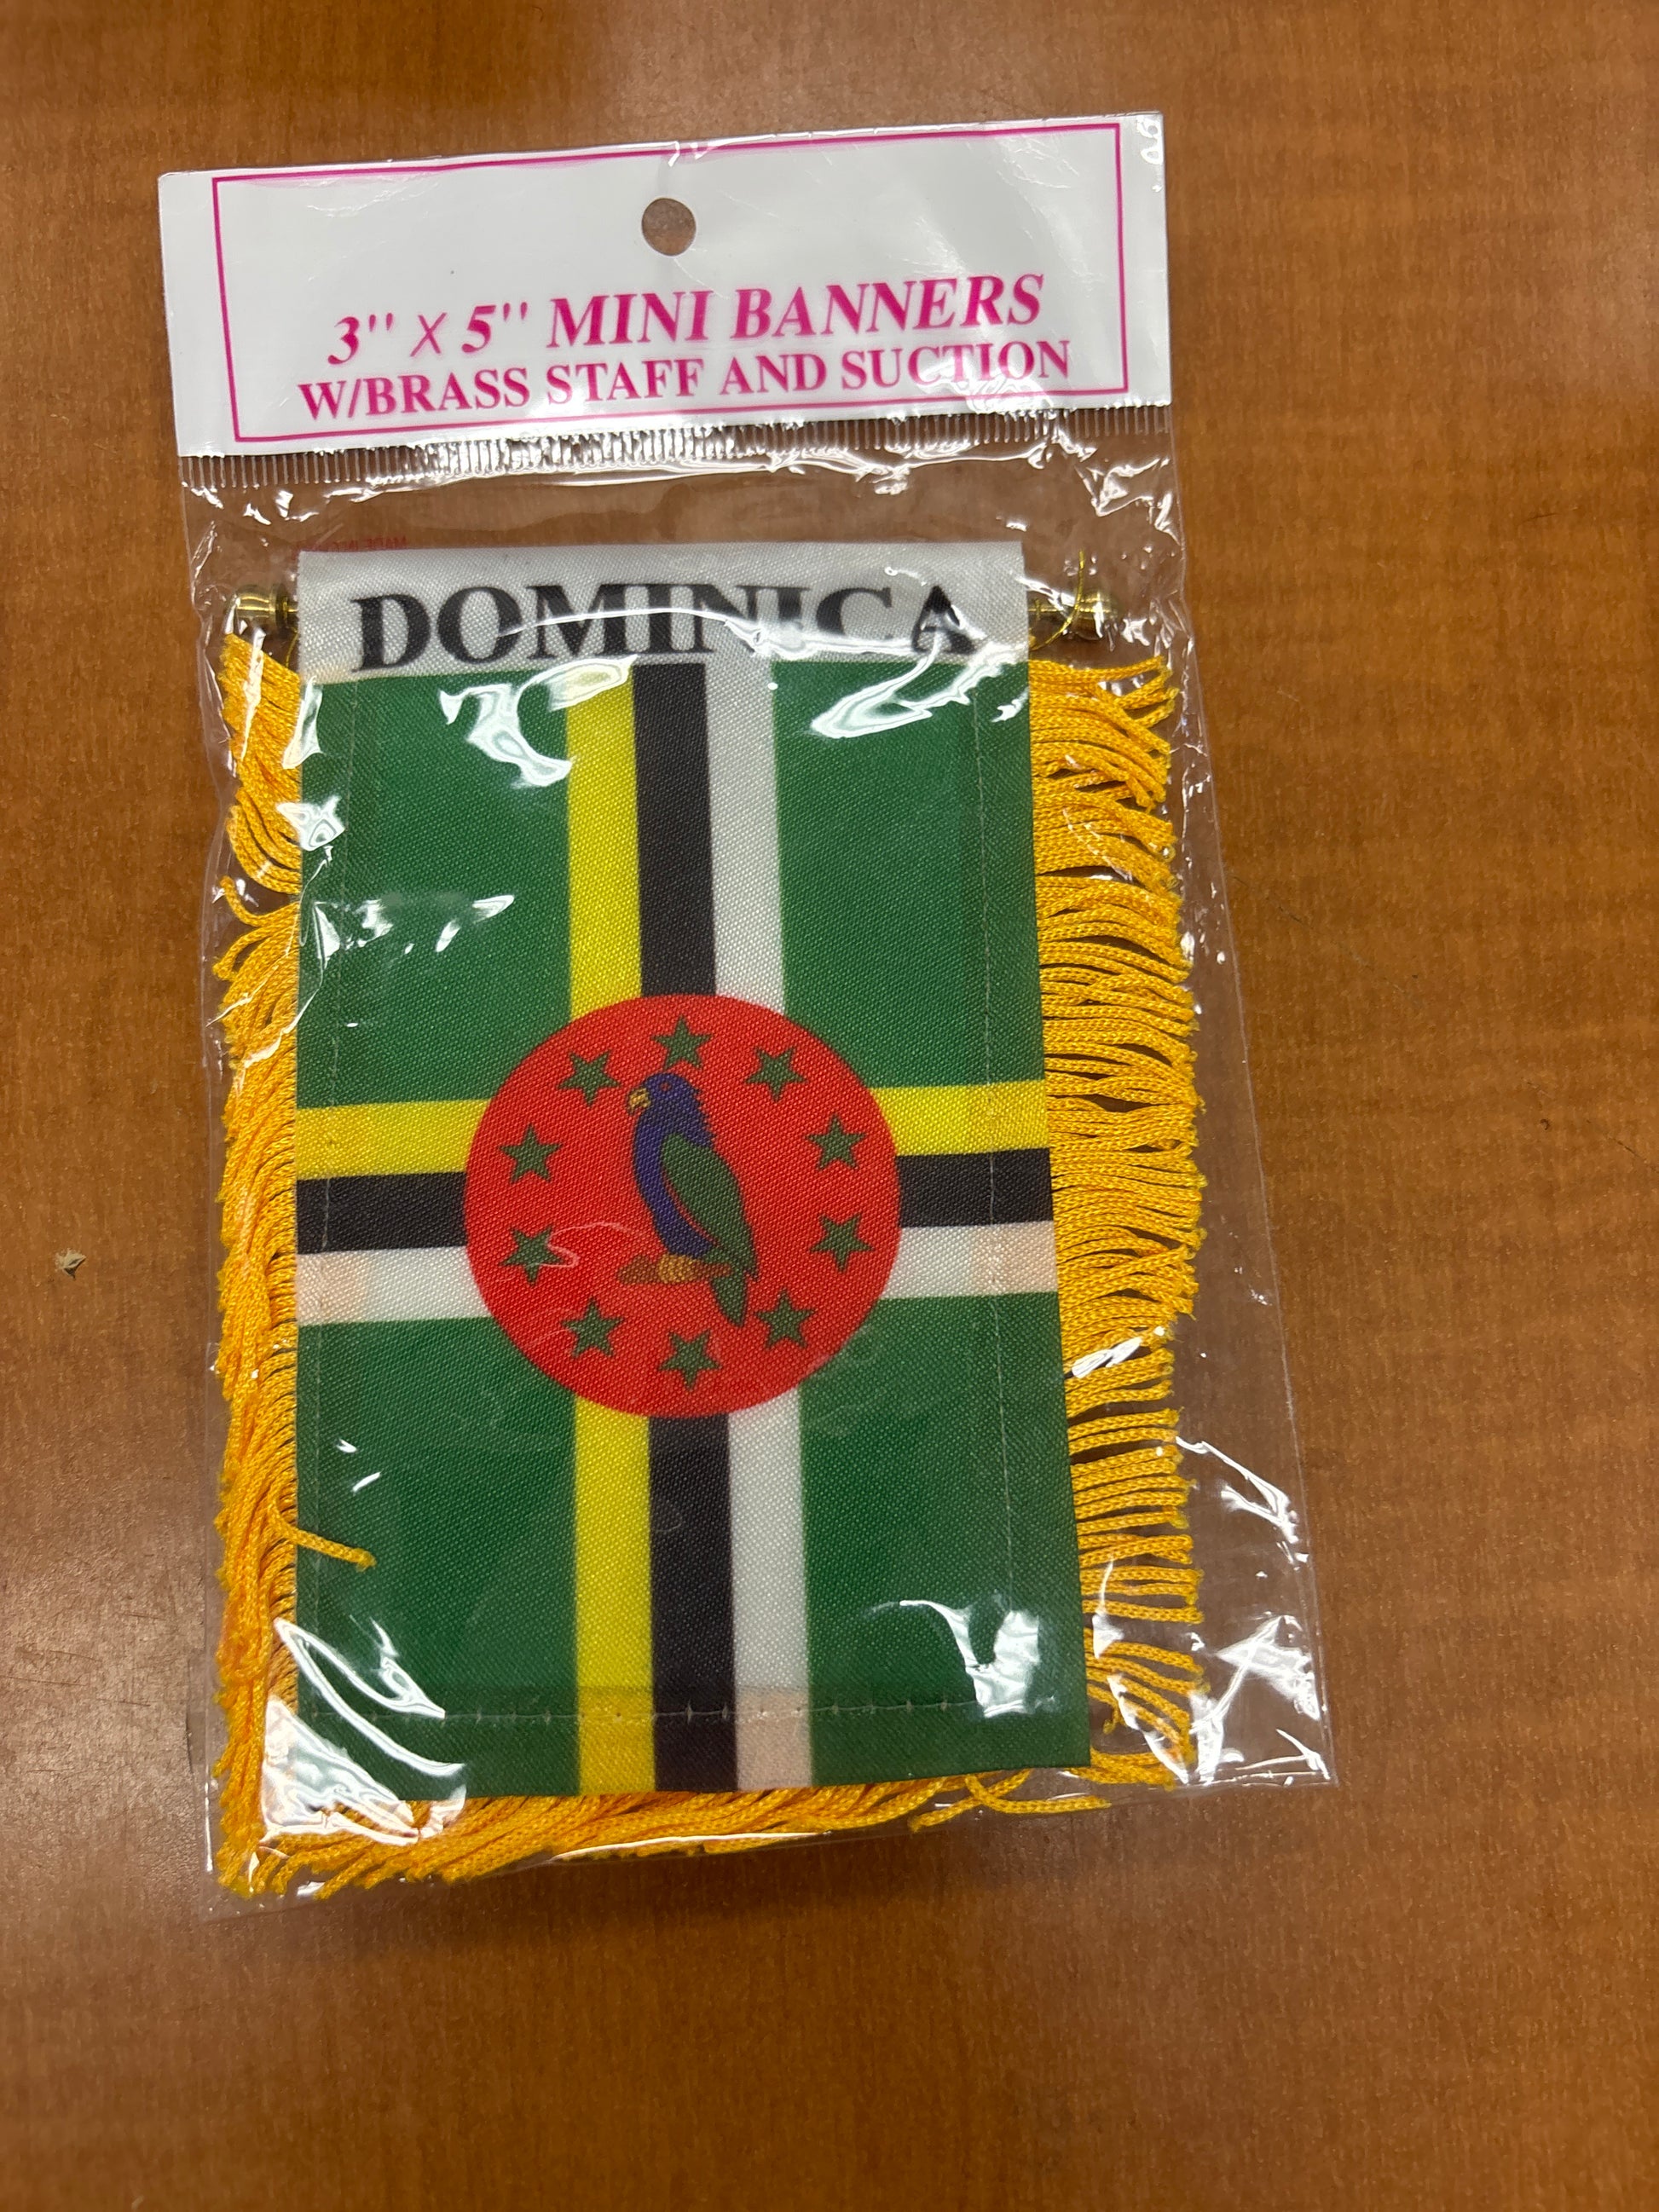 3" X 5" MINI BANNERS
W/BRASS STAFF AND SUCTION
DOMINICA